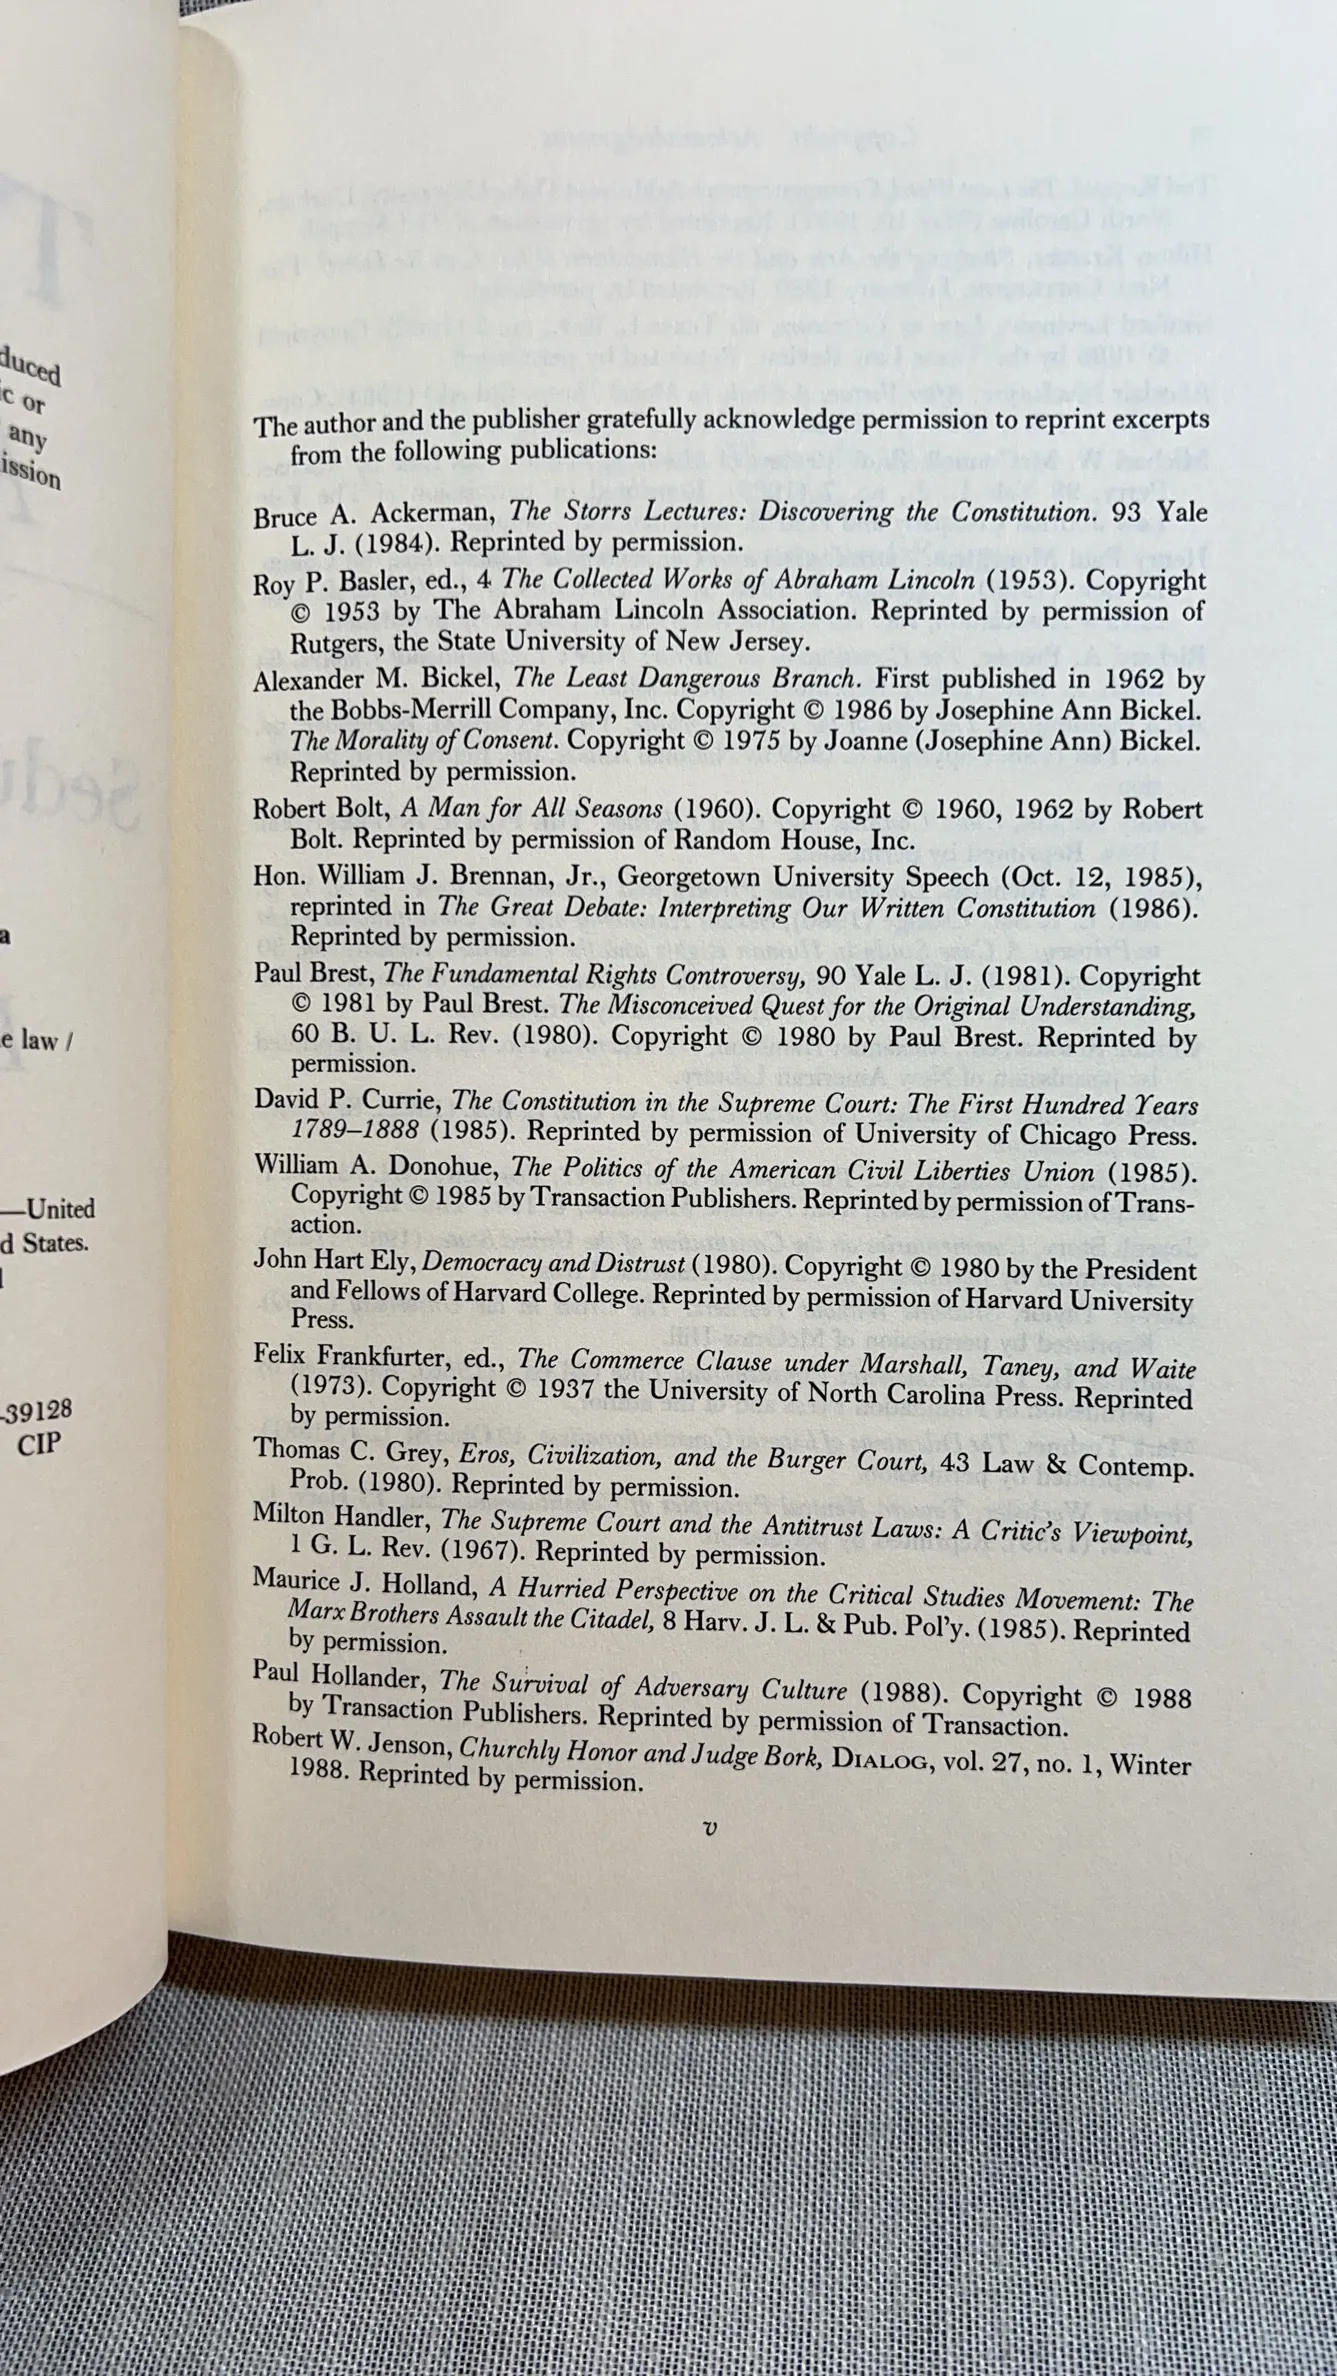 duced
ic or
any
ission
a
e law /
—United
d States.
-39128
CIP
The author and the publisher gratefully acknowledge permission to reprint excerpts
from the following publications:
Bruce A. Ackerman, The Storrs Lectures: Discovering the Constitution. 93 Yale
L. J. (1984). Reprinted by permission.
Roy P. Basler, ed., 4 The Collected Works of Abraham Lincoln (1953). Copyright
© 1953 by The Abraham Lincoln Association. Reprinted by permission of
Rutgers, the State University of New Jersey.
Alexander M. Bickel, The Least Dangerous Branch. First published in 1962 by
the Bobbs-Merrill Company, Inc. Copyright © 1986 by Josephine Ann Bickel.
The Morality of Consent. Copyright © 1975 by Joanne (Josephine Ann) Bickel.
Reprinted by permission.
Robert Bolt, A Man for All Seasons (1960). Copyright © 1960, 1962 by Robert
Bolt. Reprinted by permission of Random House, Inc.
Hon. William J. Brennan, Jr., Georgetown University Speech (Oct. 12, 1985),
reprinted in The Great Debate: Interpreting Our Written Constitution (1986).
Reprinted by permission.
Paul Brest, The Fundamental Rights Controversy, 90 Yale L. J. (1981). Copyright
© 1981 by Paul Brest. The Misconceived Quest for the Original Understanding,
60 B. U. L. Rev. (1980). Copyright © 1980 by Paul Brest. Reprinted by
permission.
David P. Currie, The Constitution in the Supreme Court: The First Hundred Years
1789–1888 (1985). Reprinted by permission of University of Chicago Press.
William A. Donohue, The Politics of the American Civil Liberties Union (1985).
Copyright © 1985 by Transaction Publishers. Reprinted by permission of Trans-
action.
John Hart Ely, Democracy and Distrust (1980). Copyright © 1980 by the President
and Fellows of Harvard College. Reprinted by permission of Harvard University
Press.
Felix Frankfurter, ed., The Commerce Clause under Marshall, Taney, and Waite
(1973). Copyright © 1937 the University of North Carolina Press. Reprinted
by permission.
Thomas C. Grey, Eros, Civilization, and the Burger Court, 43 Law & Contemp.
Prob. (1980). Reprinted by permission.
Milton Handler, The Supreme Court and the Antitrust Laws: A Critic's Viewpoint,
1 G. L. Rev. (1967). Reprinted by permission.
Maurice J. Holland, A Hurried Perspective on the Critical Studies Movement: The
Marx Brothers Assault the Citadel, 8 Harv. J. L. & Pub. Pol'y. (1985). Reprinted
by permission.
Paul Hollander, The Survival of Adversary Culture (1988). Copyright © 1988
by Transaction Publishers. Reprinted by permission of Transaction.
Robert W. Jenson, Churchly Honor and Judge Bork, DIALOG, vol. 27, no. 1, Winter
1988. Reprinted by permission.
v